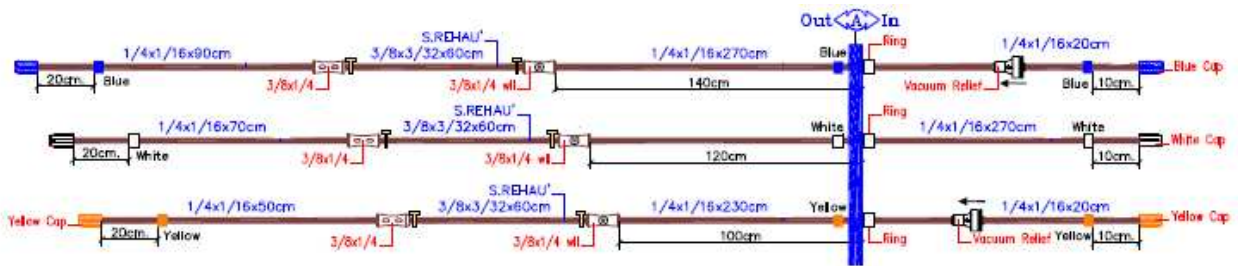 Out A In
S.REHAU'
Ring
1/4x1/16x90cm
3/8x3/32x60cm
1/4x1/16x270cm
Blue
1/4x1/16x20cm
Blue Cap
20cm.
Blue
3/8x1/4
3/8x1/4 wll
140cm
Vacuum Relief
Blue
10cm.
S.REHAU'
Ring
1/4x1/16x70cm
3/8x3/32x60cm
White
1/4x1/16x270cm
White
White Cap
20cm.
White
3/8x1/4
3/8x1/4 wll
120cm
10cm.
S.REHAU'
1/4x1/16x50cm
3/8x3/32x60cm
1/4x1/16x230cm
Yellow
1/4x1/16x20cm
Yellow Cap
Yellow Cap
20cm.
Yellow
3/8x1/4
3/8x1/4 wll
100cm
Ring
Vacuum Relief
Yellow
10cm.